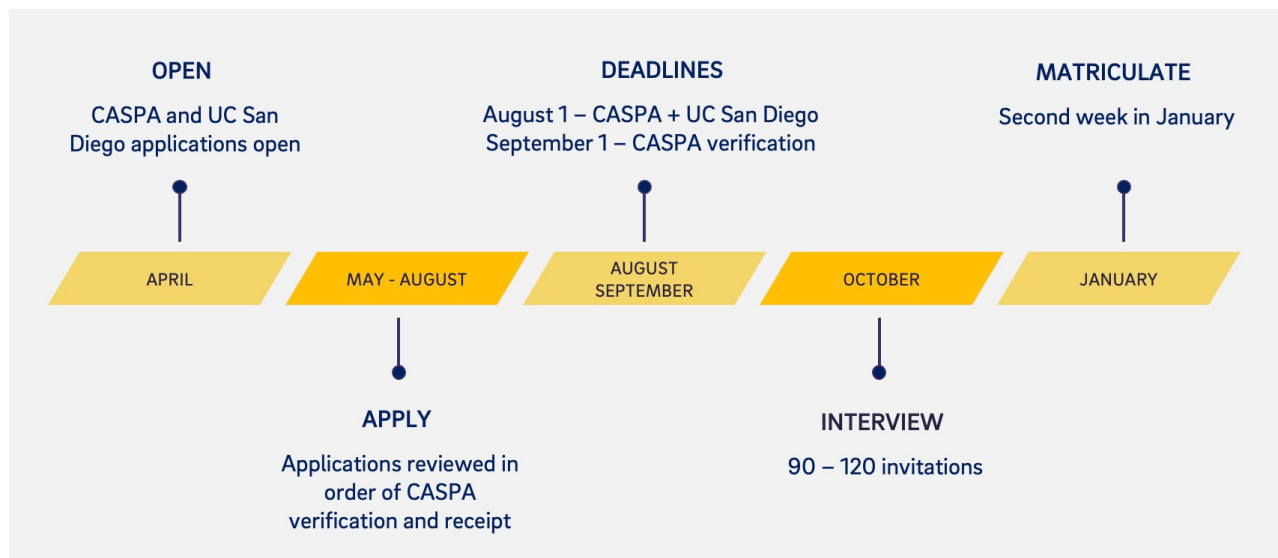 OPEN
CASPA and UC San
Diego applications open
DEADLINES
August 1 – CASPA + UC San Diego
September 1 – CASPA verification
MATRICULATE
Second week in January
APRIL
MAY - AUGUST
AUGUST
SEPTEMBER
OCTOBER
JANUARY
APPLY
Applications reviewed in
order of CASPA
verification and receipt
INTERVIEW
90 – 120 invitations